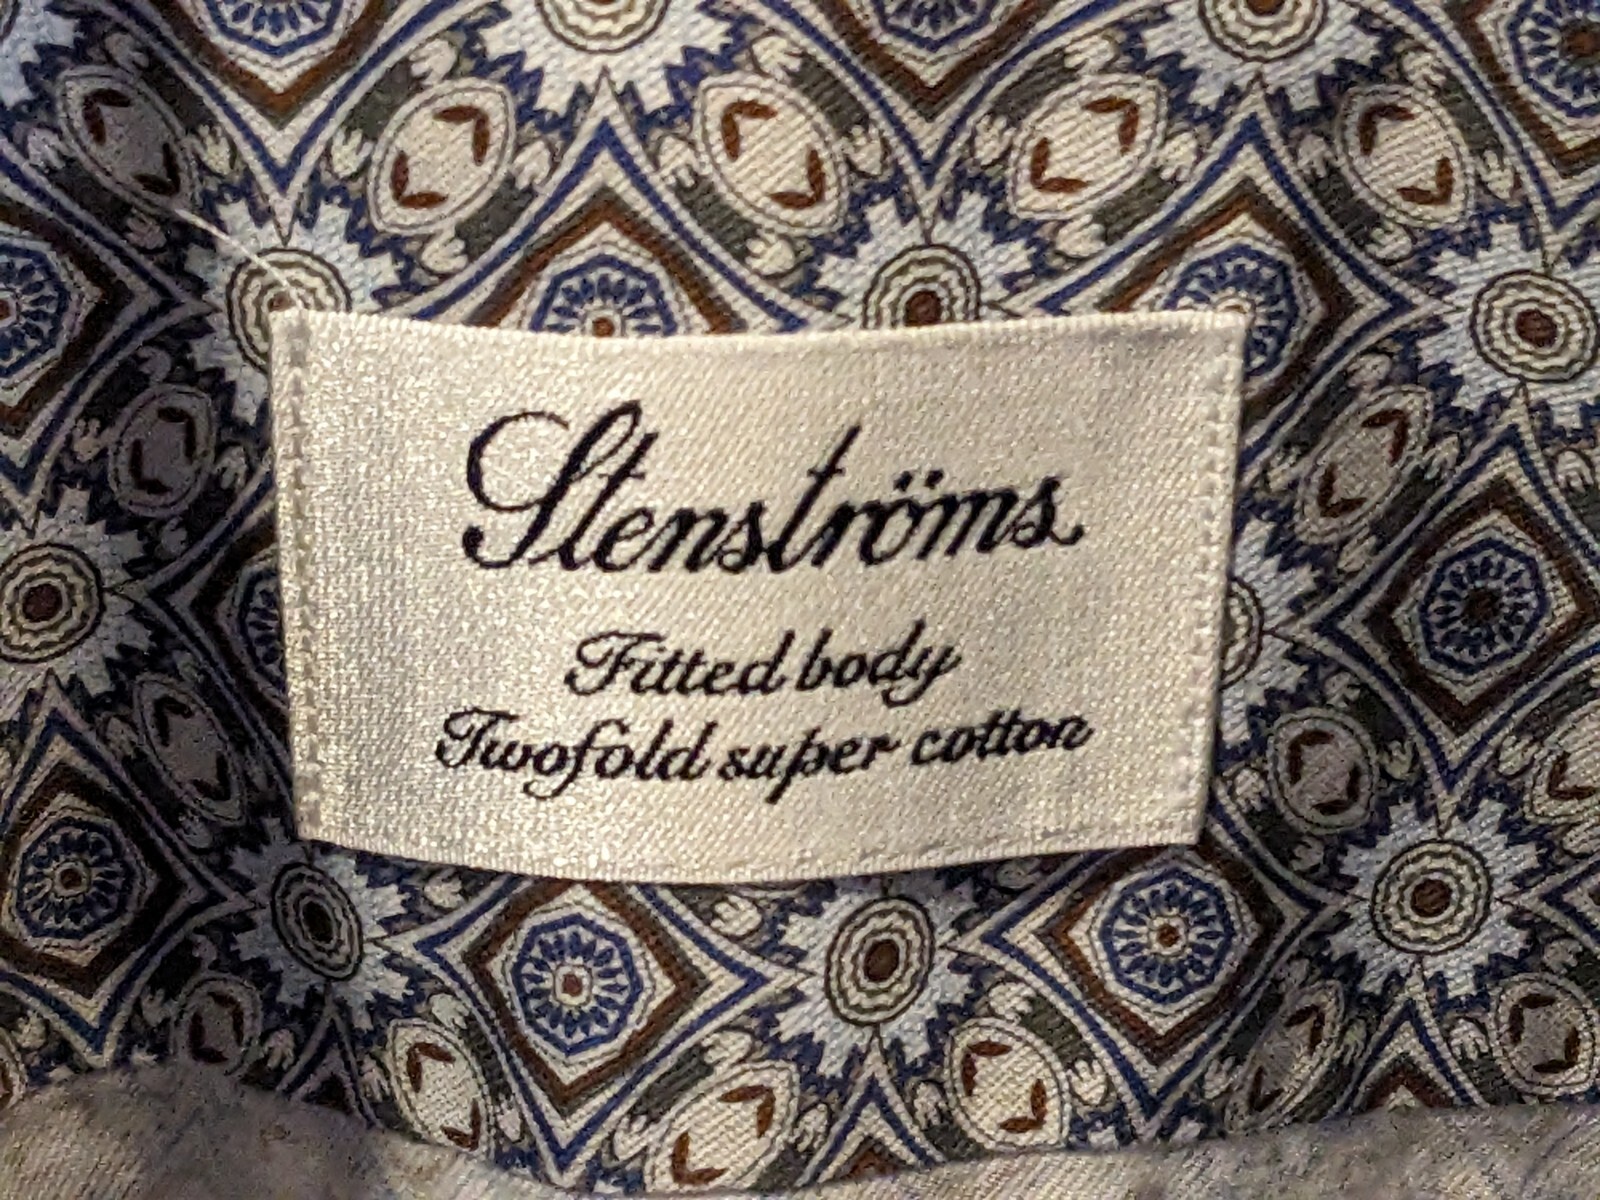 Stenströms
Fitted body
Twofold super cotton